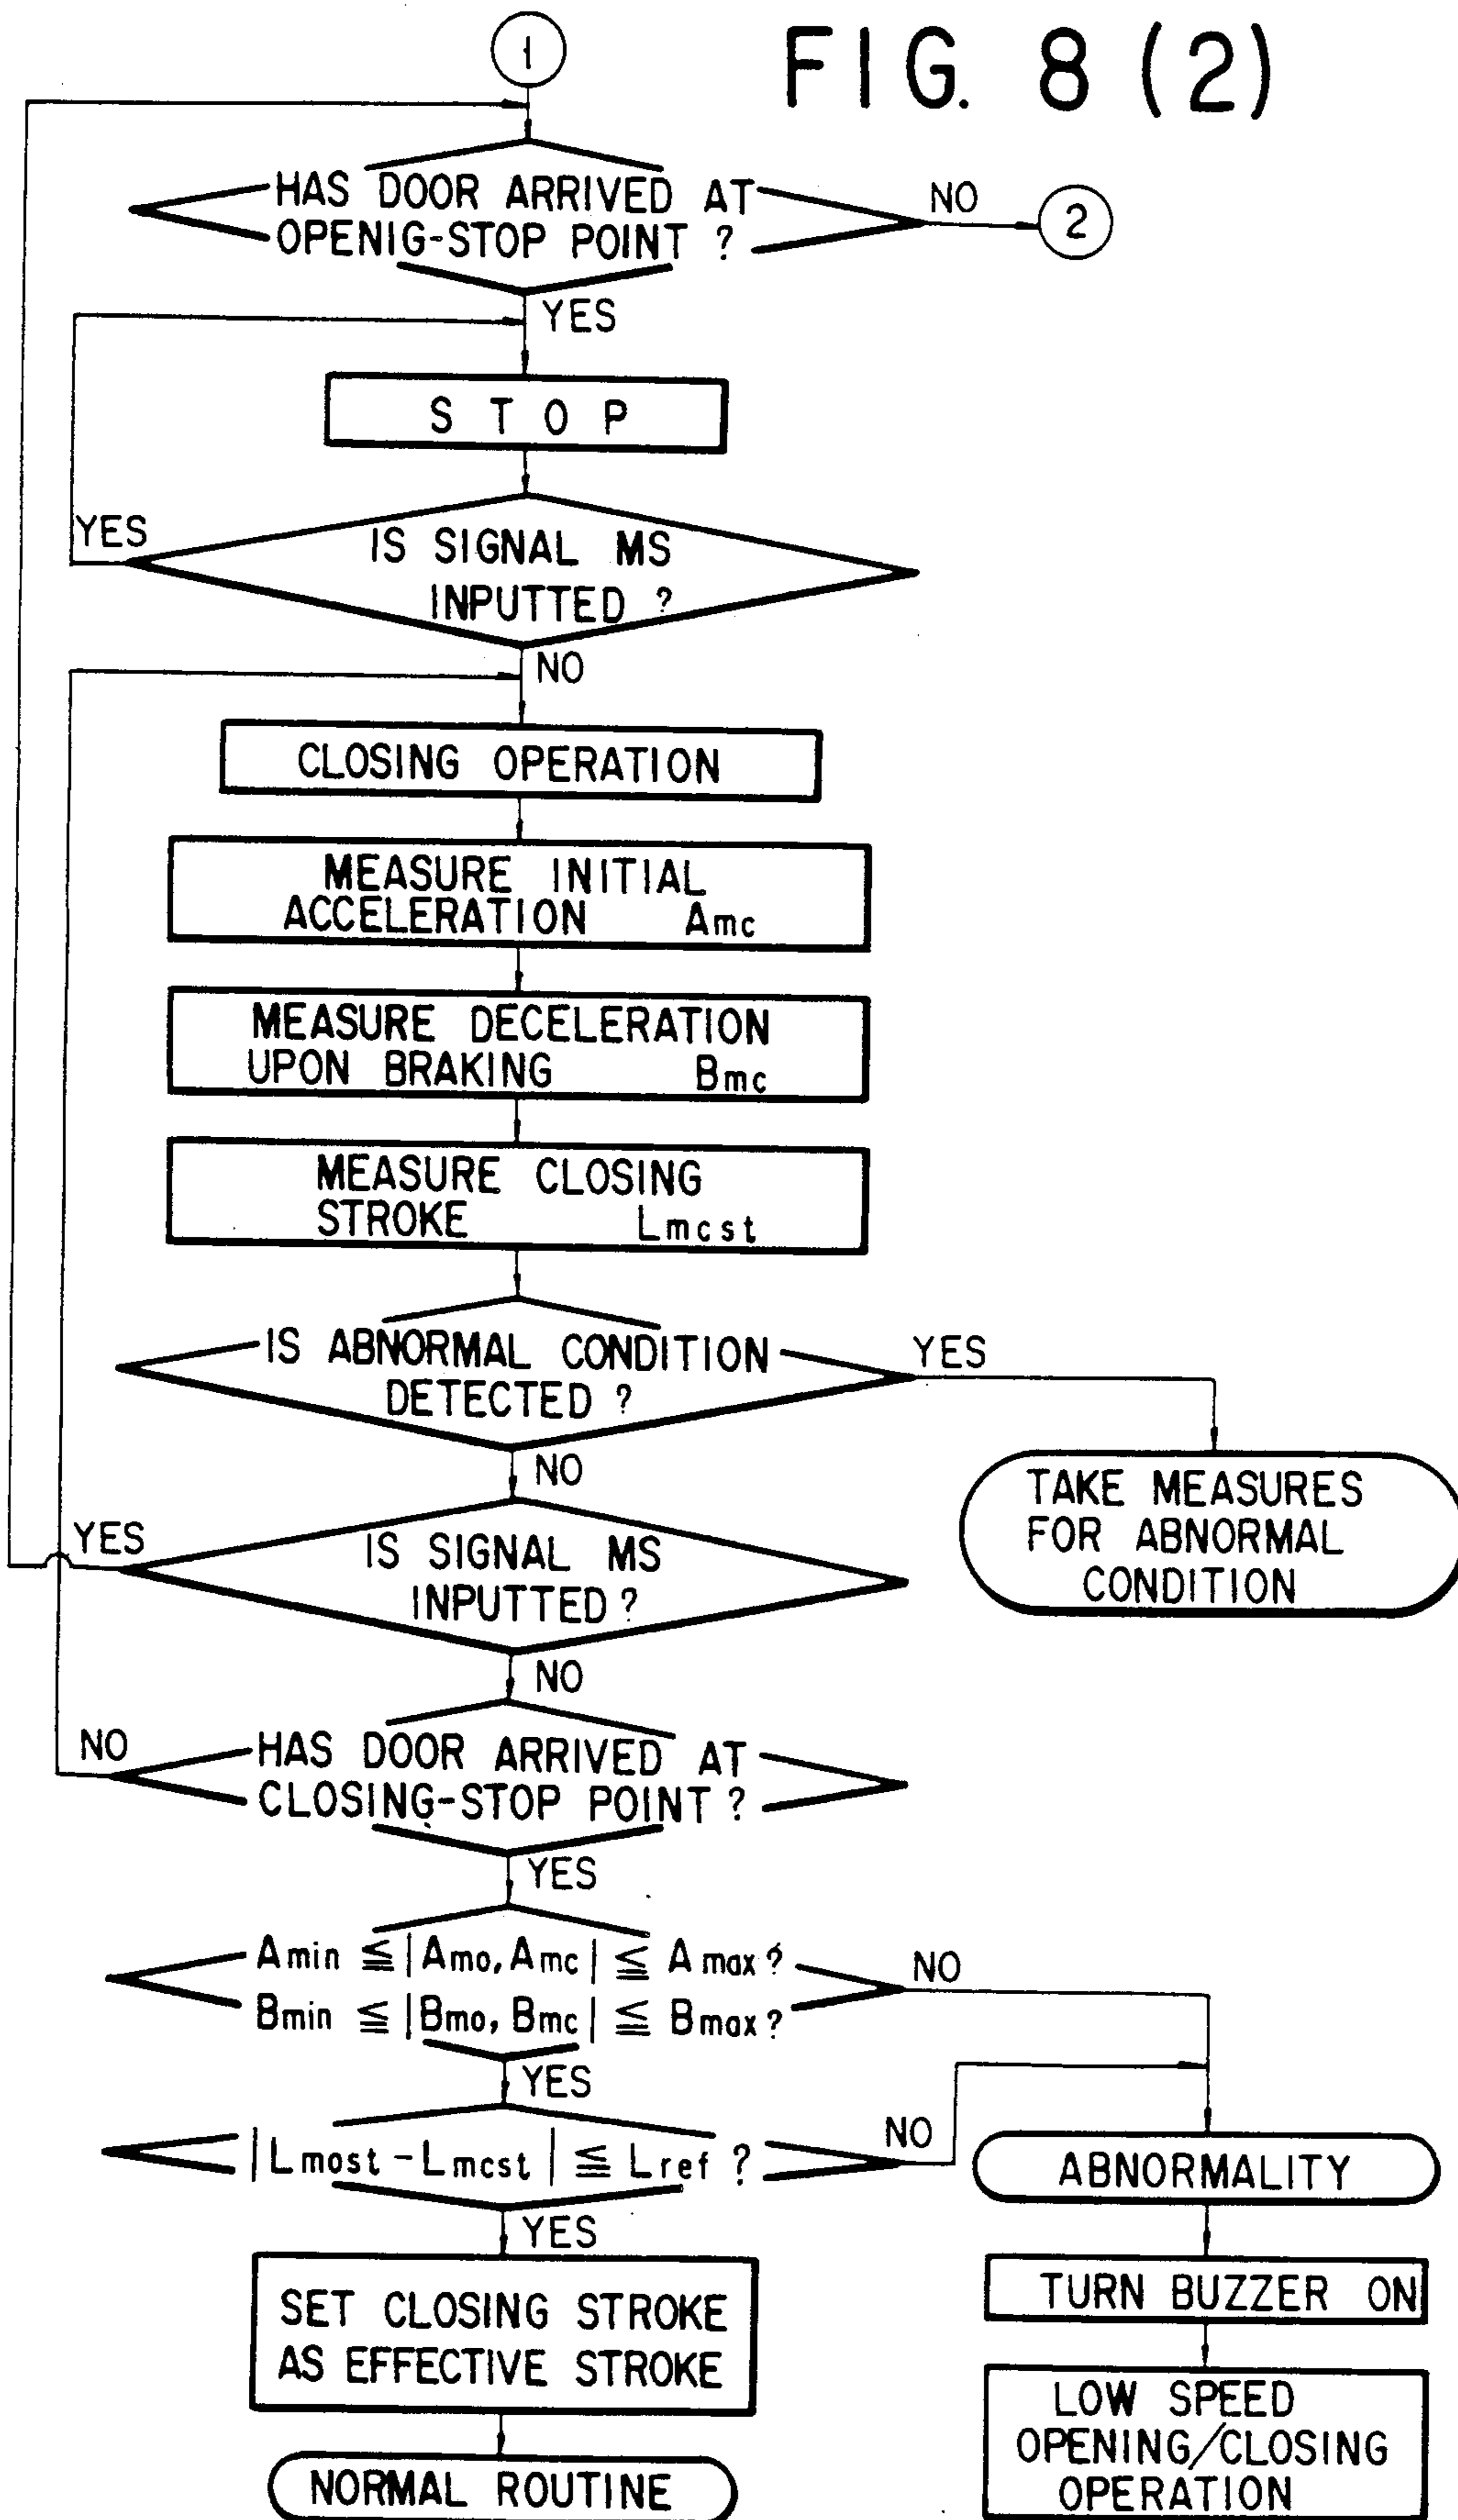 1
FIG. 8 (2)
HAS DOOR ARRIVED AT
OPENIG-STOP POINT ?
NO
2
YES
STOP
YES
IS SIGNAL MS
INPUTTED ?
NO
CLOSING OPERATION
MEASURE INITIAL
ACCELERATION Amc
MEASURE DECELERATION
UPON BRAKING Bmc
MEASURE CLOSING
STROKE Lmcst
IS ABNORMAL CONDITION
DETECTED ?
YES
NO
TAKE MEASURES
FOR ABNORMAL
CONDITION
YES
IS SIGNAL MS
INPUTTED ?
NO
NO
HAS DOOR ARRIVED AT
CLOSING-STOP POINT ?
YES
Amin ≦ |Amo, Amc| ≦ Amax ?
Bmin ≦ |Bmo, Bmc| ≦ Bmax ?
NO
YES
|Lmost - Lmcst| ≦ Lref ?
NO
ABNORMALITY
YES
SET CLOSING STROKE
AS EFFECTIVE STROKE
TURN BUZZER ON
LOW SPEED
OPENING/CLOSING
OPERATION
NORMAL ROUTINE